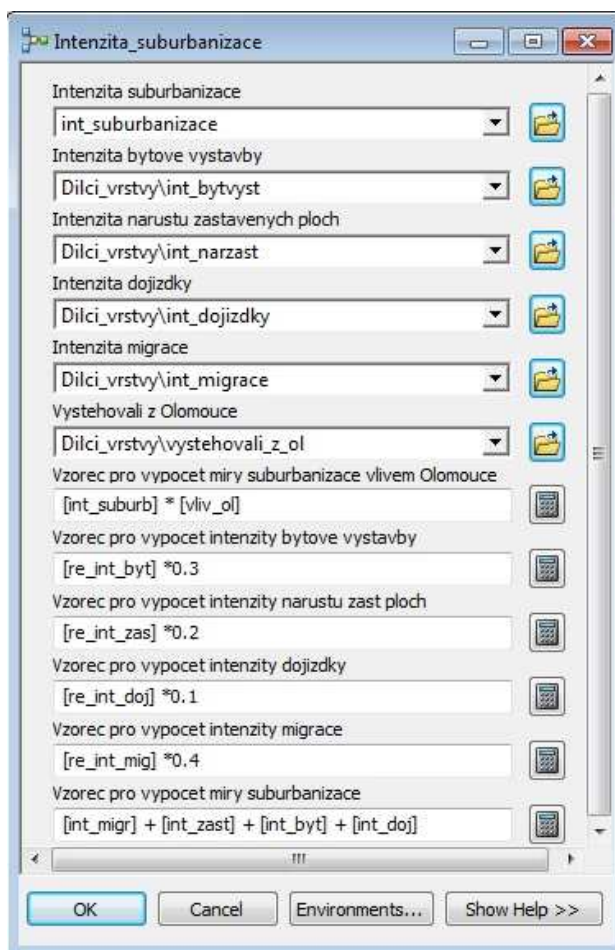 Intenzita_suburbanizace
Intenzita suburbanizace
int_suburbanizace
Intenzita bytove vystavby
Dilci_vrstvy\int_bytvyst
Intenzita narustu zastavenych ploch
Dilci_vrstvy\int_narzast
Intenzita dojizdky
Dilci_vrstvy\int_dojizdky
Intenzita migrace
Dilci_vrstvy\int_migrace
Vystehovali z Olomouce
Dilci_vrstvy\vystehovali_z_ol
Vzorec pro vypocet miry suburbanizace vlivem Olomouce
[int_suburb] * [vliv_ol]
Vzorec pro vypocet intenzity bytove vystavby
[re_int_byt] *0.3
Vzorec pro vypocet intenzity narustu zast ploch
[re_int_zas] *0.2
Vzorec pro vypocet intenzity dojizdky
[re_int_doj] *0.1
Vzorec pro vypocet intenzity migrace
[re_int_mig] *0.4
Vzorec pro vypocet miry suburbanizace
[int_migr] + [int_zast] + [int_byt] + [int_doj]
OK Cancel Environments... Show Help >>